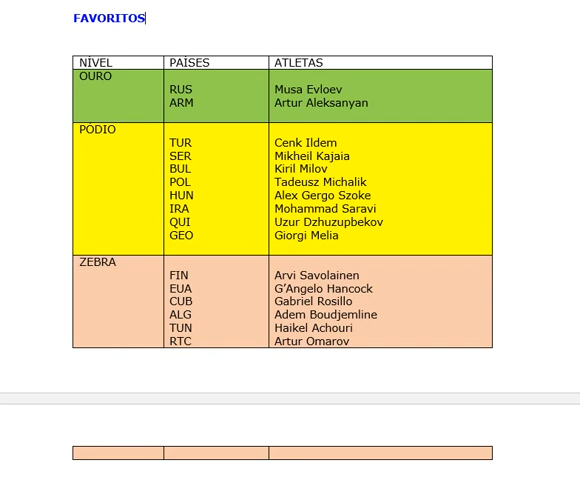 FAVORITOS
NÍVEL PAÍSES ATLETAS
OURO
RUS Musa Evloev
ARM Artur Aleksanyan
PÓDIO
TUR Cenk Ildem
SER Mikheil Kajaia
BUL Kiril Milov
POL Tadeusz Michalik
HUN Alex Gergo Szoke
IRA Mohammad Saravi
QUI Uzur Dzhuzupbekov
GEO Giorgi Melia
ZEBRA
FIN Arvi Savolainen
EUA G'Angelo Hancock
CUB Gabriel Rosillo
ALG Adem Boudjemline
TUN Haikel Achouri
RTC Artur Omarov